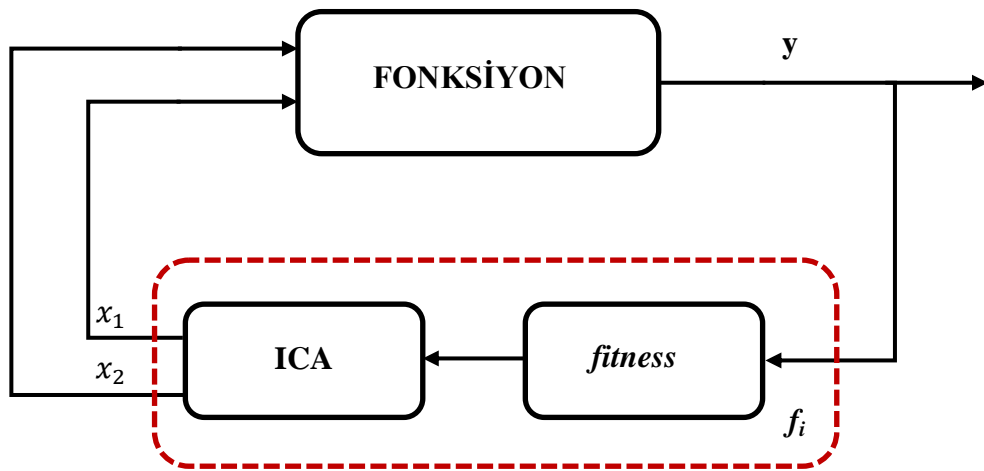 y
FONKSİYON
x₁
ICA
fitness
x₂
fᵢ